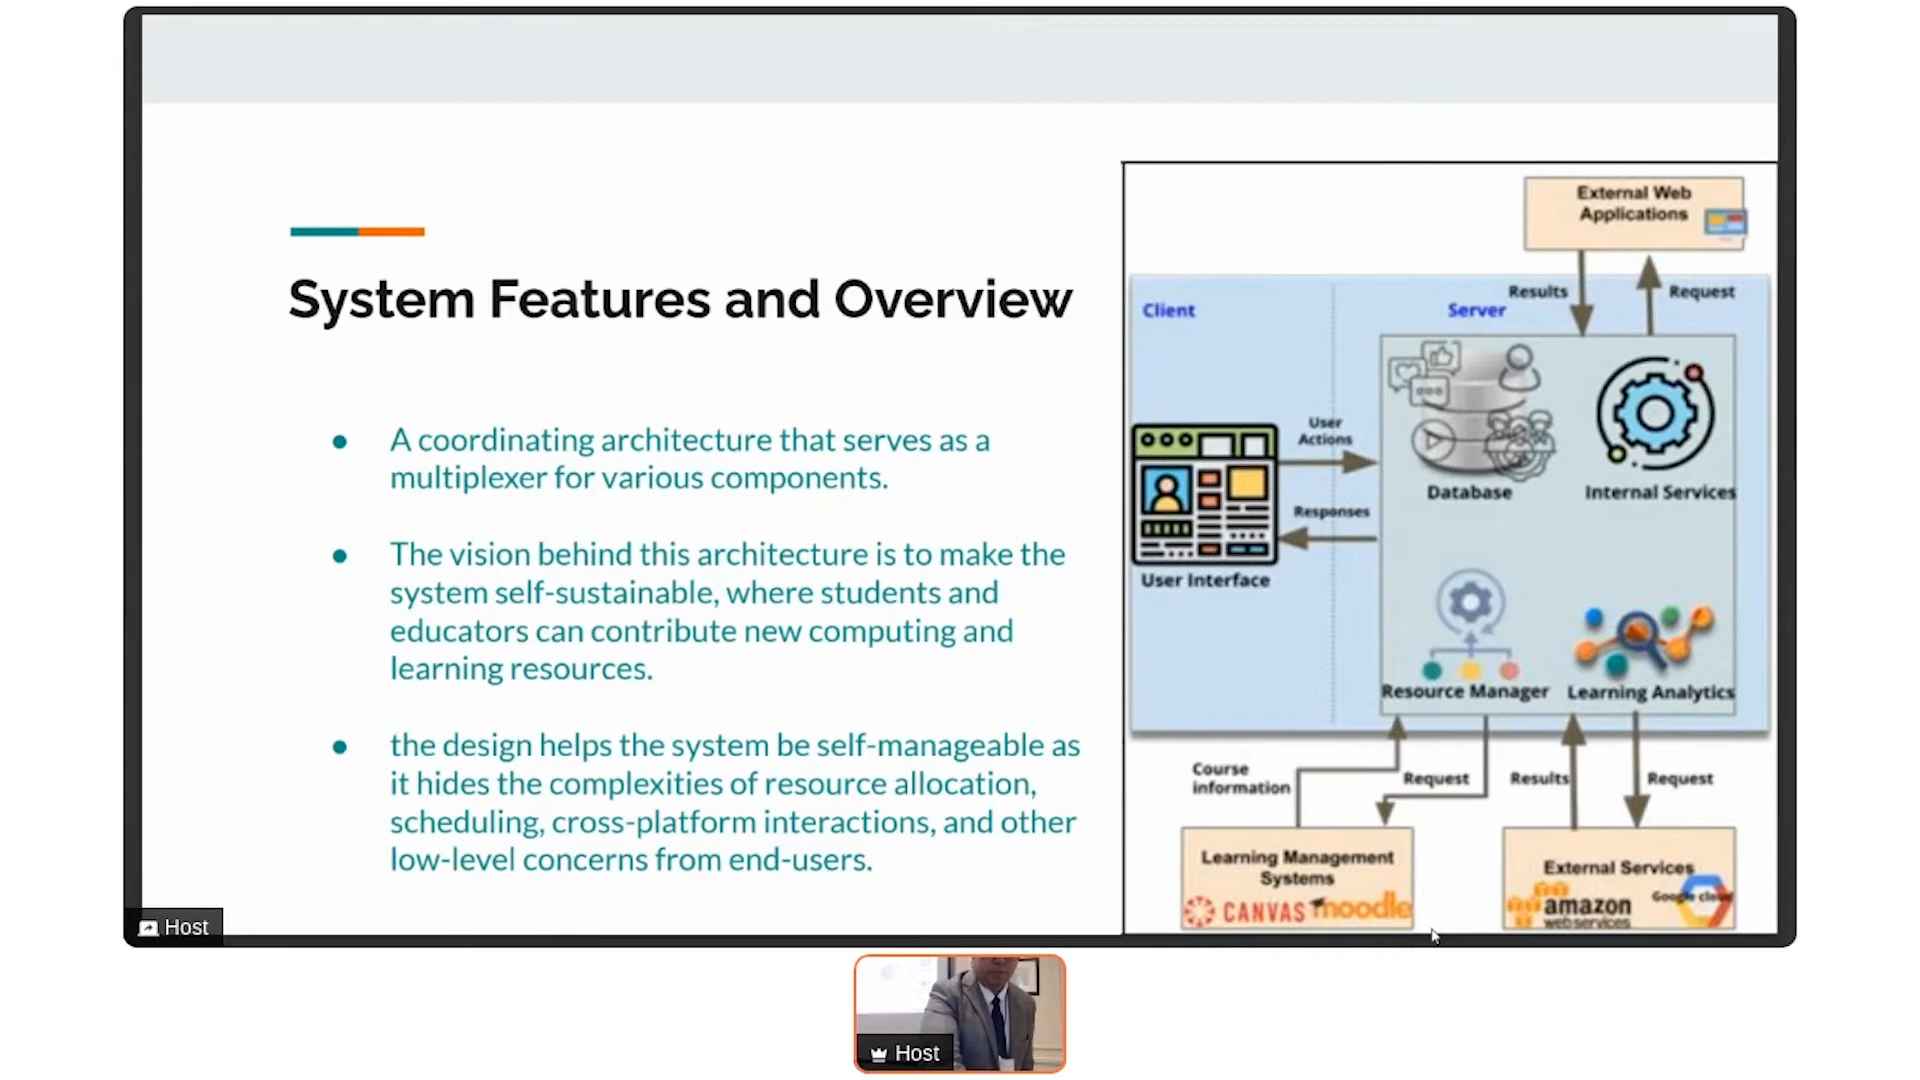 System Features and Overview
● A coordinating architecture that serves as a
multiplexer for various components.
● The vision behind this architecture is to make the
system self-sustainable, where students and
educators can contribute new computing and
learning resources.
● the design helps the system be self-manageable as
it hides the complexities of resource allocation,
scheduling, cross-platform interactions, and other
low-level concerns from end-users.
External Web
Applications
Results
Request
Client
Server
User
Actions
Responses
User Interface
Database
Internal Services
Resource Manager
Learning Analytics
Course
information
Request
Results
Request
Learning Management
Systems
CANVAS
moodle
External Services
amazon
webservices
Google cloud
Host
Host